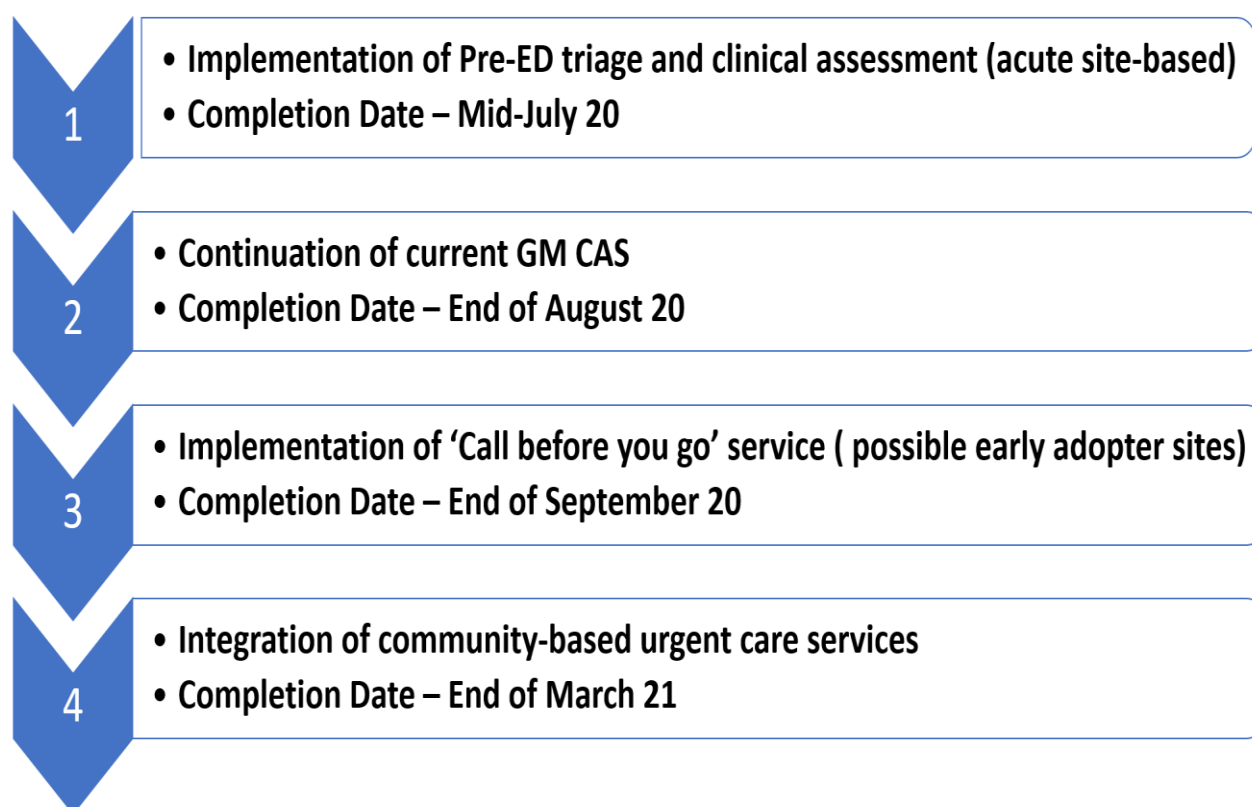 1
• Implementation of Pre-ED triage and clinical assessment (acute site-based)
• Completion Date – Mid-July 20
2
• Continuation of current GM CAS
• Completion Date – End of August 20
3
• Implementation of ‘Call before you go’ service ( possible early adopter sites)
• Completion Date – End of September 20
4
• Integration of community-based urgent care services
• Completion Date – End of March 21